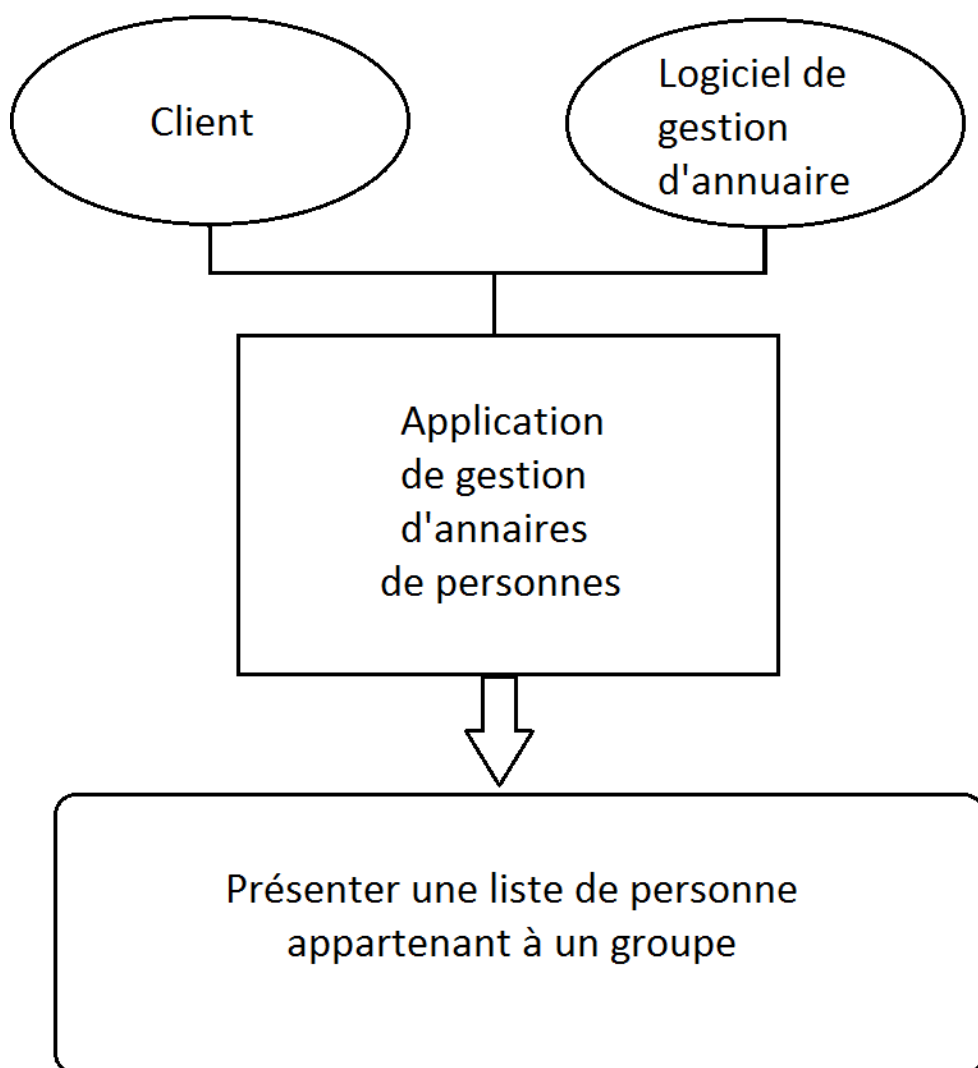 Client
Logiciel de
gestion
d'annuaire
Application
de gestion
d'annaires
de personnes
Présenter une liste de personne
appartenant à un groupe